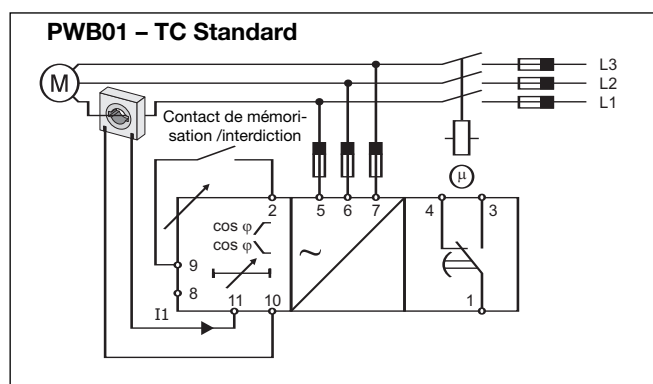 PWB01 – TC Standard
L3
L2
L1
M
Contact de mémori-
sation /interdiction
µ
2
5
6
7
4
3
cos φ
cos φ
~
9
8
11
10
1
I1